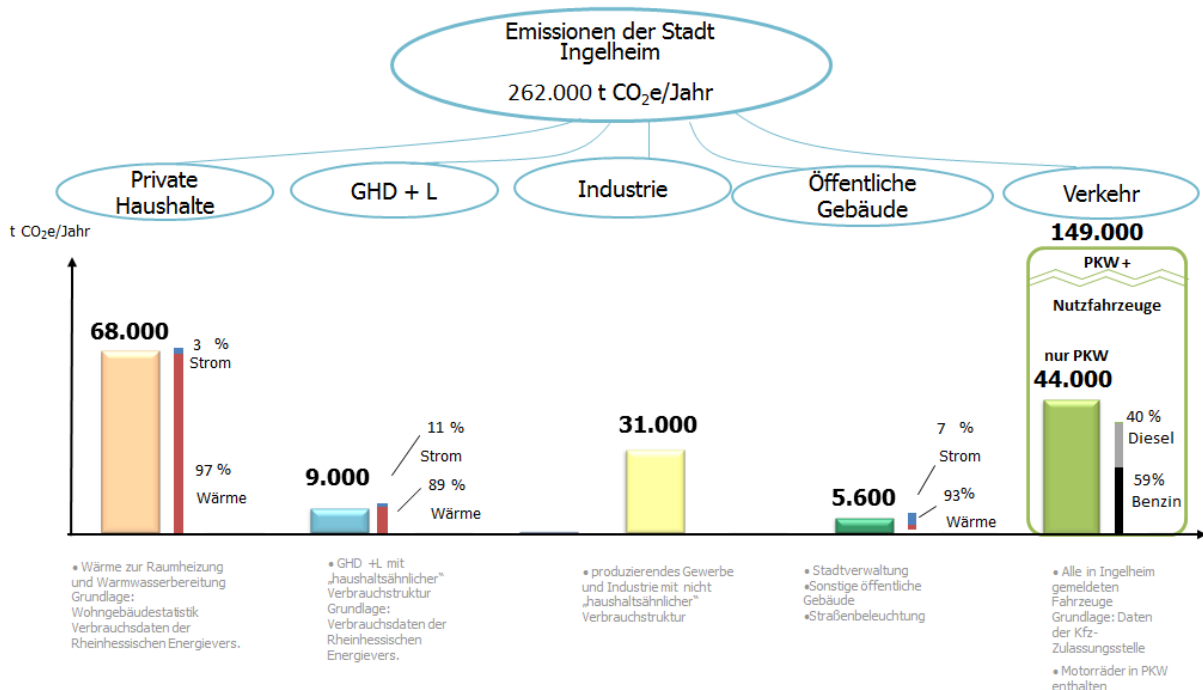 Emissionen der Stadt
Ingelheim
262.000 t CO₂e/Jahr
Private
Haushalte
GHD + L
Industrie
Öffentliche
Gebäude
Verkehr
t CO₂e/Jahr
149.000
PKW +
Nutzfahrzeuge
68.000
3 %
Strom
97 %
Wärme
9.000
11 %
Strom
89 %
Wärme
31.000
5.600
7 %
Strom
93%
Wärme
nur PKW
44.000
40 %
Diesel
59%
Benzin
• Wärme zur Raumheizung
und Warmwasserbereitung
Grundlage:
Wohngebäudestatistik
Verbrauchsdaten der
Rheinhessischen Energievers.
• GHD +L mit
„haushaltsähnlicher“
Verbrauchstruktur
Grundlage:
Verbrauchsdaten der
Rheinhessischen
Energievers.
• produzierendes Gewerbe
und Industrie mit nicht
„haushaltsähnlicher“
Verbrauchstruktur
• Stadtverwaltung
•Sonstige öffentliche
Gebäude
•Straßenbeleuchtung
• Alle in Ingelheim
gemeldeten
Fahrzeuge
Grundlage: Daten
der Kfz-
Zulassungsstelle
• Motorräder in PKW
enthalten